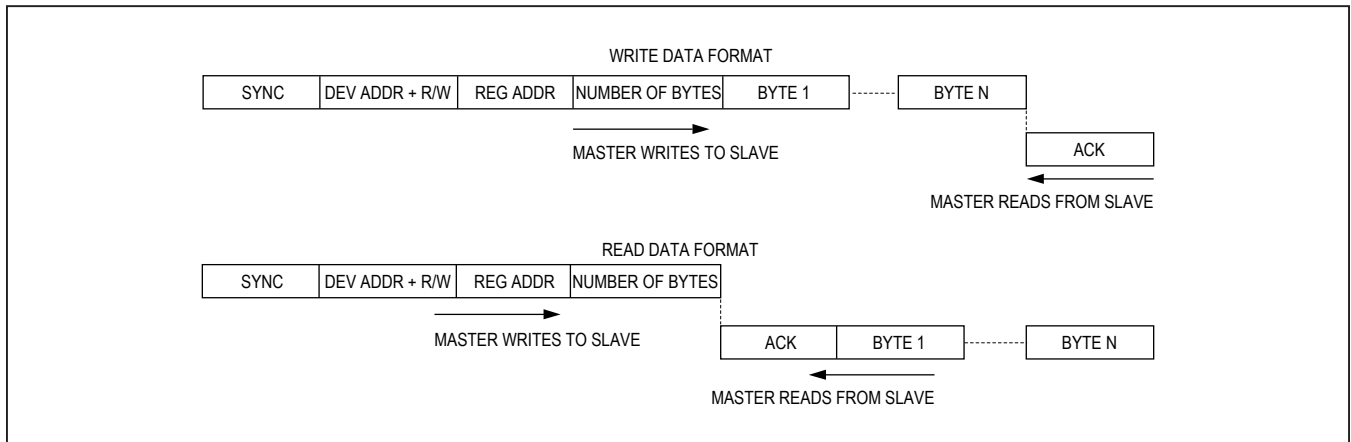 WRITE DATA FORMAT
SYNC DEV ADDR + R/W REG ADDR NUMBER OF BYTES BYTE 1 BYTE N
MASTER WRITES TO SLAVE
ACK
MASTER READS FROM SLAVE
READ DATA FORMAT
SYNC DEV ADDR + R/W REG ADDR NUMBER OF BYTES
MASTER WRITES TO SLAVE
ACK BYTE 1 BYTE N
MASTER READS FROM SLAVE